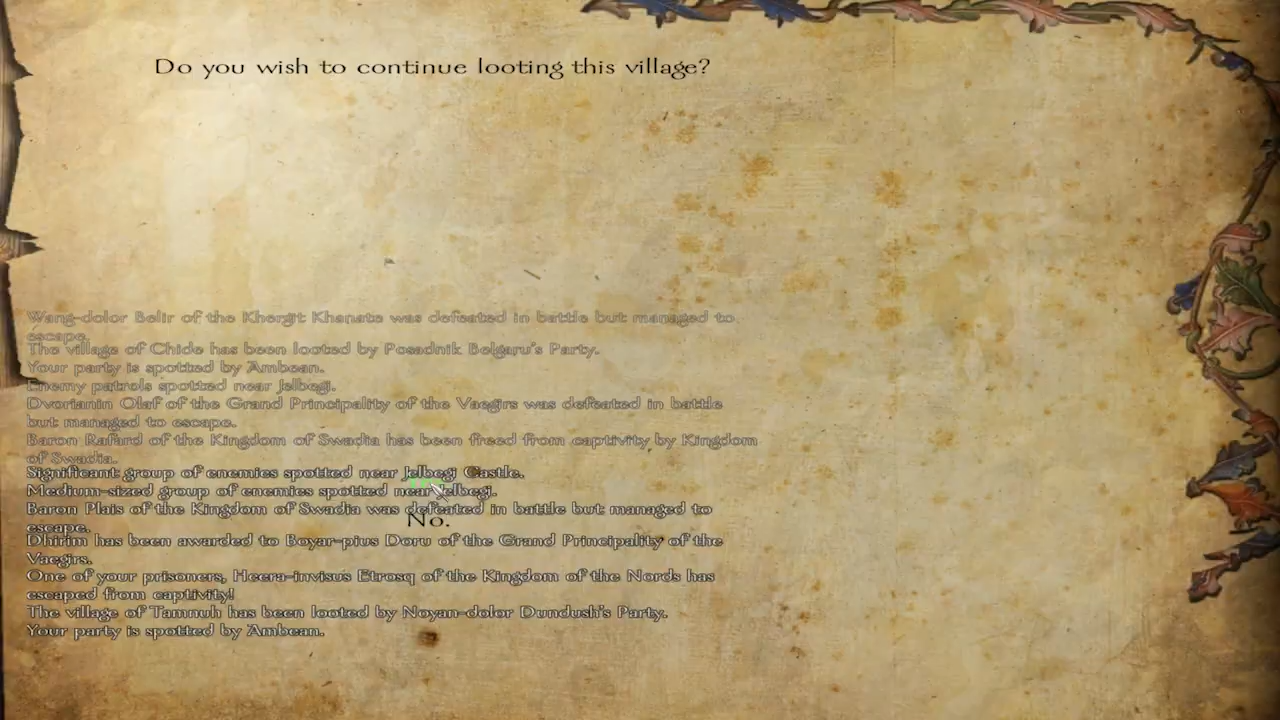 Do you wish to continue looting this village?
Wang-dolor Belir of the Khergit Khanate was defeated in battle but managed to
escape.
The village of Chide has been looted by Posadnik Belgaru's Party.
Your party is spotted by Ambean.
Enemy patrols spotted near Jelbegi.
Dvorianin Olaf of the Grand Principality of the Vaegirs was defeated in battle
but managed to escape.
Baron Rafard of the Kingdom of Swadia has been freed from captivity by Kingdom
of Swadia.
Significant group of enemies spotted near Jelbegi Castle.
Medium-sized group of enemies spotted near Jelbegi.
Baron Plais of the Kingdom of Swadia was defeated in battle but managed to
escape.
No.
Dhirim has been awarded to Boyar-pius Doru of the Grand Principality of the
Vaegirs.
One of your prisoners, Heera-invisus Etrosq of the Kingdom of the Nords has
escaped from captivity!
The village of Tamnuh has been looted by Noyan-dolor Dundush's Party.
Your party is spotted by Ambean.